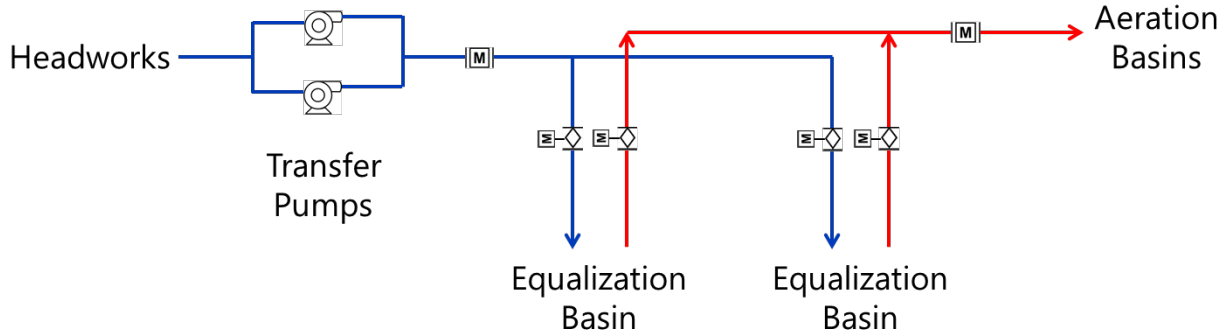 Headworks
Transfer
Pumps
M
M
M
M
M
M
Aeration
Basins
Equalization
Basin
Equalization
Basin